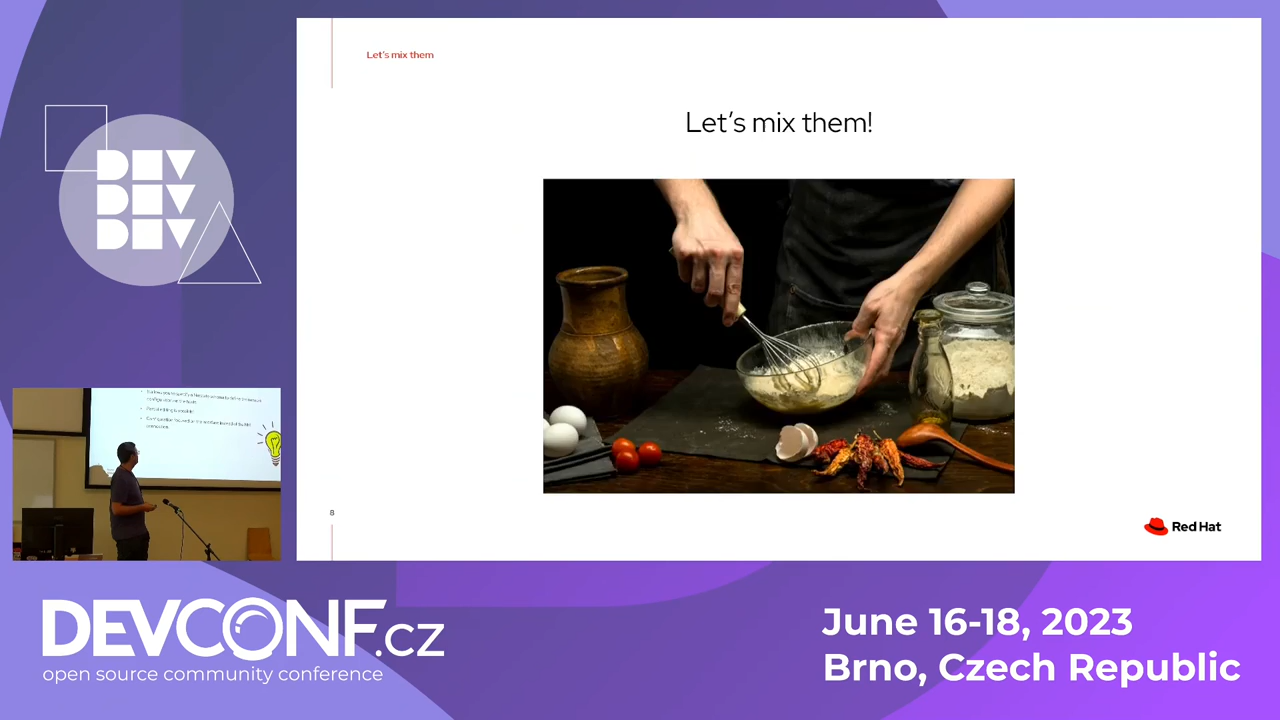 Let's mix them
Let's mix them!
8
Red Hat
DEV
DEV
DEV
DEVCONF.cz
open source community conference
June 16-18, 2023
Brno, Czech Republic